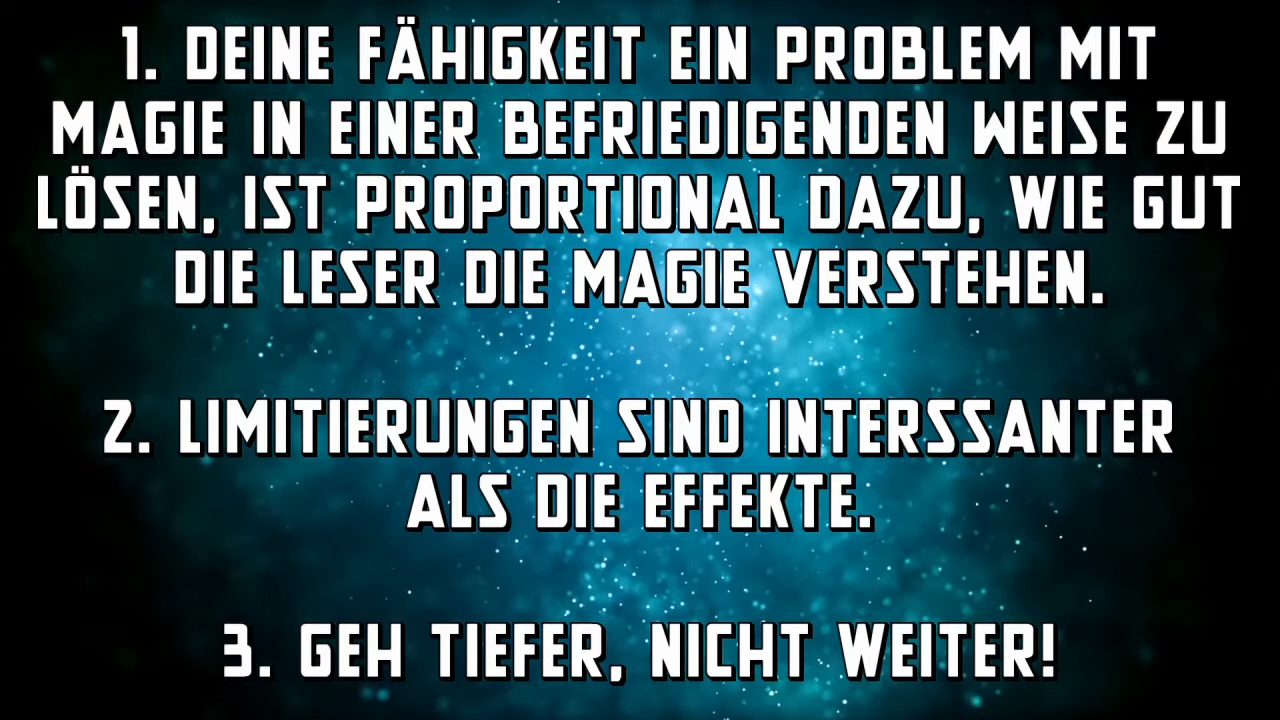 1. DEINE FÄHIGKEIT EIN PROBLEM MIT
MAGIE IN EINER BEFRIEDIGENDEN WEISE ZU
LÖSEN, IST PROPORTIONAL DAZU, WIE GUT
DIE LESER DIE MAGIE VERSTEHEN.
2. LIMITIERUNGEN SIND INTERSSANTER
ALS DIE EFFEKTE.
3. GEH TIEFER, NICHT WEITER!